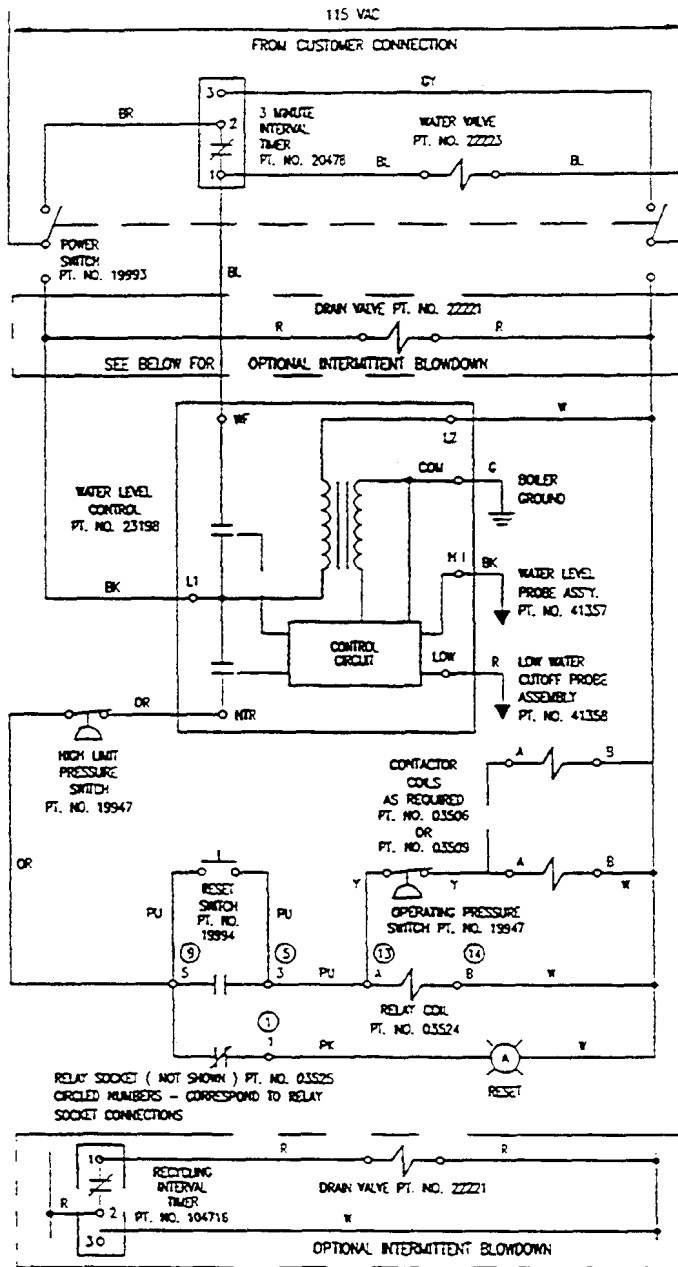 115 VAC
FROM CUSTOMER CONNECTION
3
GY
BR
2
3 MINUTE
INTERVAL
TIMER
PT. NO. 20478
WATER VALVE
PT. NO. 22223
1
BL
BL
POWER
SWITCH
PT. NO. 19993
BL
DRAIN VALVE PT. NO. 22221
R
R
SEE BELOW FOR OPTIONAL INTERMITTENT BLOWDOWN
WF
L2
W
COM
G
BOILER
GROUND
WATER LEVEL
CONTROL
PT. NO. 23198
L1
BK
H1
BK
WATER LEVEL
PROBE ASS'Y.
PT. NO. 41357
CONTROL
CIRCUIT
LOW
R
LOW WATER
CUTOFF PROBE
ASSEMBLY
PT. NO. 41358
OR
MTR
HIGH LIMIT
PRESSURE
SWITCH
PT. NO. 19947
CONTACTOR
COILS
AS REQUIRED
PT. NO. 03506
OR
PT. NO. 03509
A
B
OR
RESET
SWITCH
PT. NO.
19994
PU
PU
Y
Y
A
B
W
OPERATING PRESSURE
SWITCH PT. NO. 19947
9
5
13
14
5
3
PU
A
B
W
RELAY COIL
PT. NO. 03524
1
1
PK
A
W
RESET
RELAY SOCKET ( NOT SHOWN ) PT. NO. 03525
CIRCLED NUMBERS - CORRESPOND TO RELAY
SOCKET CONNECTIONS
1
R
R
RECYCLING
INTERVAL
TIMER
PT. NO. 104716
DRAIN VALVE PT. NO. 22221
R
2
W
3
OPTIONAL INTERMITTENT BLOWDOWN